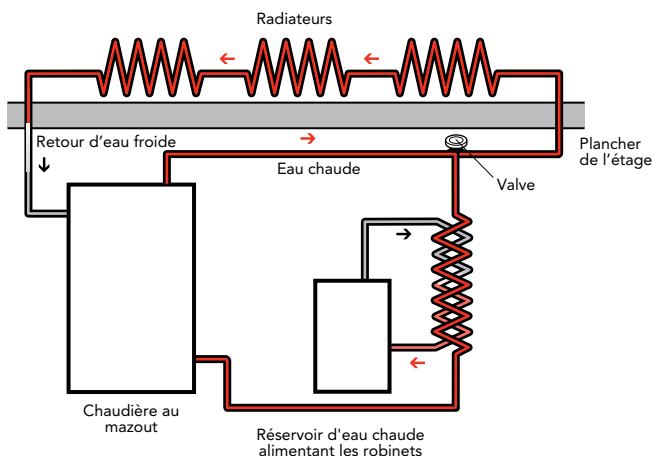 Radiateurs
Retour d’eau froide
Eau chaude
Valve
Plancher
de l’étage
Chaudière au
mazout
Réservoir d'eau chaude
alimentant les robinets